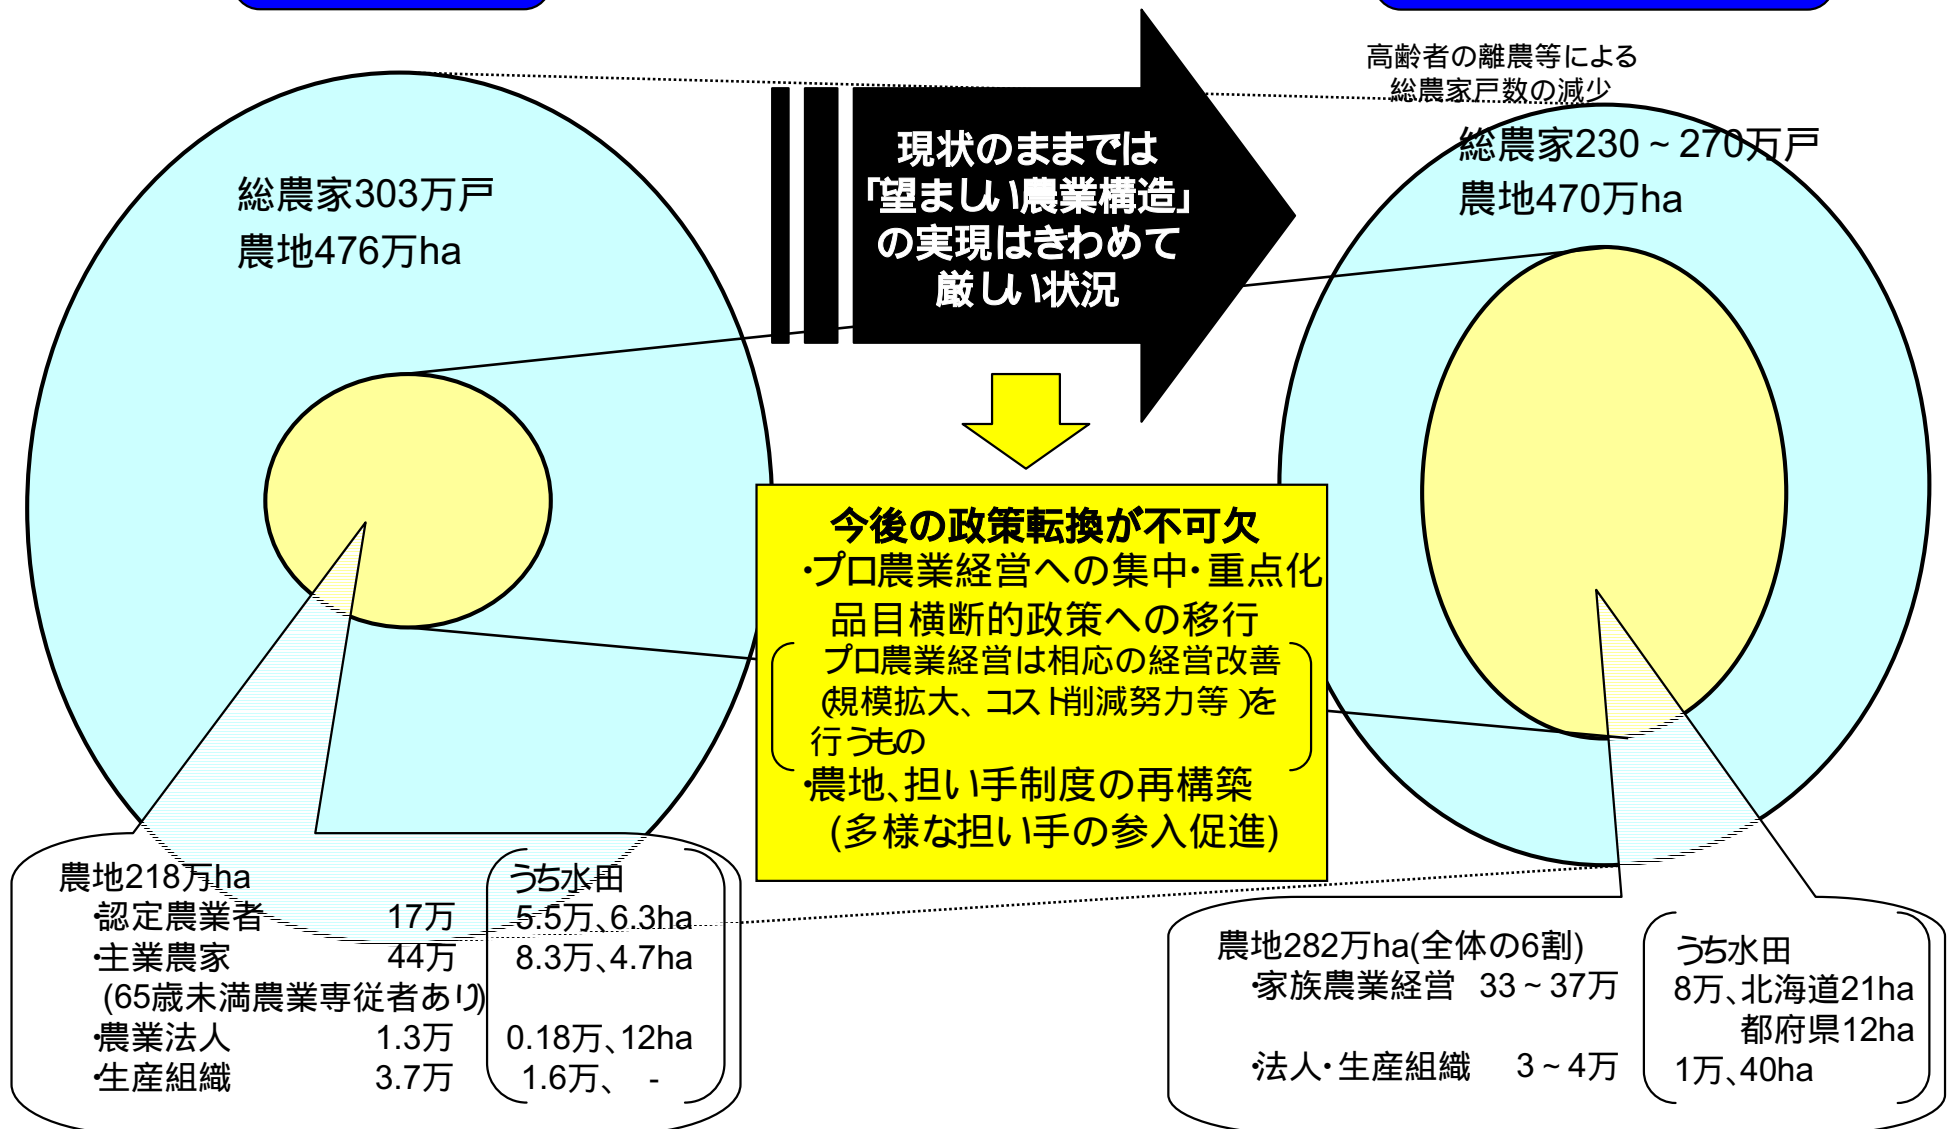 高齢者の離農等による
総農家戸数の減少
総農家303万戸
農地476万ha
現状のままでは
「望ましい農業構造」
の実現はきわめて
厳しい状況
総農家230～270万戸
農地470万ha
今後の政策転換が不可欠
・プロ農業経営への集中・重点化
品目横断的政策への移行
プロ農業経営は相応の経営改善
(規模拡大、コスト削減努力等)を
行うもの
・農地、担い手制度の再構築
(多様な担い手の参入促進)
農地218万ha うち水田
・認定農業者 17万 5.5万、6.3ha
・主業農家 44万 8.3万、4.7ha
(65歳未満農業専従者あり)
・農業法人 1.3万 0.18万、12ha
・生産組織 3.7万 1.6万、 -
農地282万ha(全体の6割) うち水田
・家族農業経営 33～37万 8万、北海道21ha
都府県12ha
・法人・生産組織 3～4万 1万、40ha